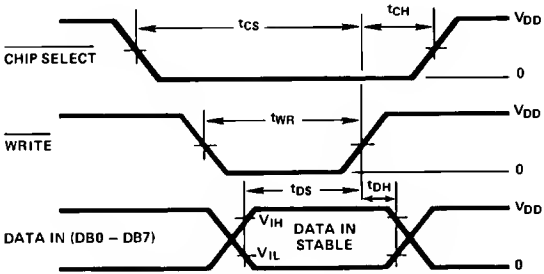 tCS
tCH
VDD
CHIP SELECT
0
tWR
VDD
WRITE
0
tDS
tDH
VDD
VIH
DATA IN (DB0 – DB7)
DATA IN
STABLE
VIL
0